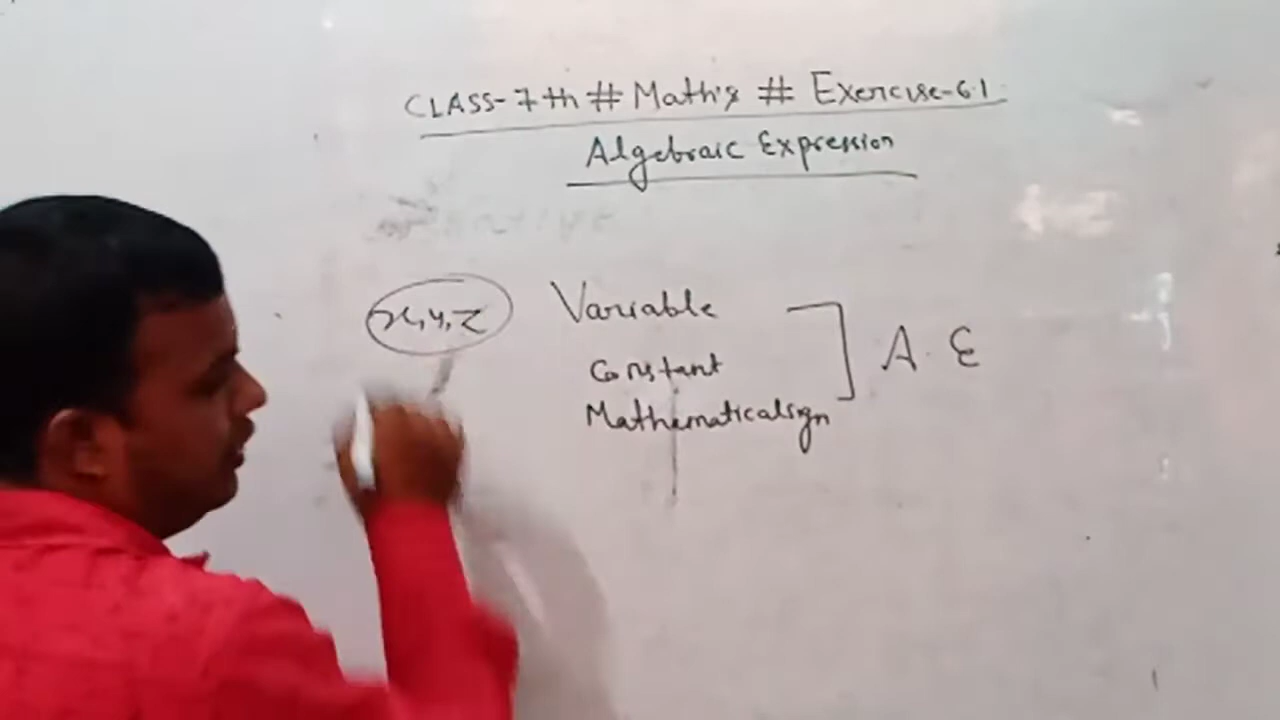 CLASS-7th # Math's # Exercise-6.1
Algebraic Expression
x, y, z Variable
Constant
Mathematicalsign
A. E